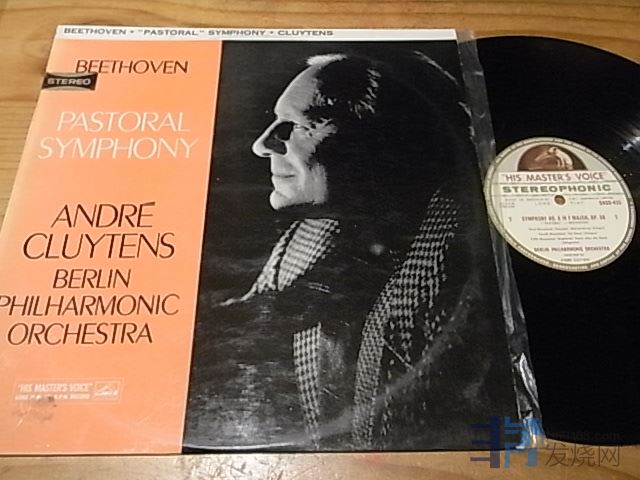 BEETHOVEN • "PASTORAL" SYMPHONY • CLUYTENS
BEETHOVEN
STEREO
PASTORAL
SYMPHONY
ANDRÉ
CLUYTENS
BERLIN
PHILHARMONIC
ORCHESTRA
"HIS MASTER'S VOICE"
"HIS MASTER'S VOICE"
STEREOPHONIC
SYMPHONY NO. 6 IN F MAJOR, OP. 68
BERLIN PHILHARMONIC ORCHESTRA
发烧网